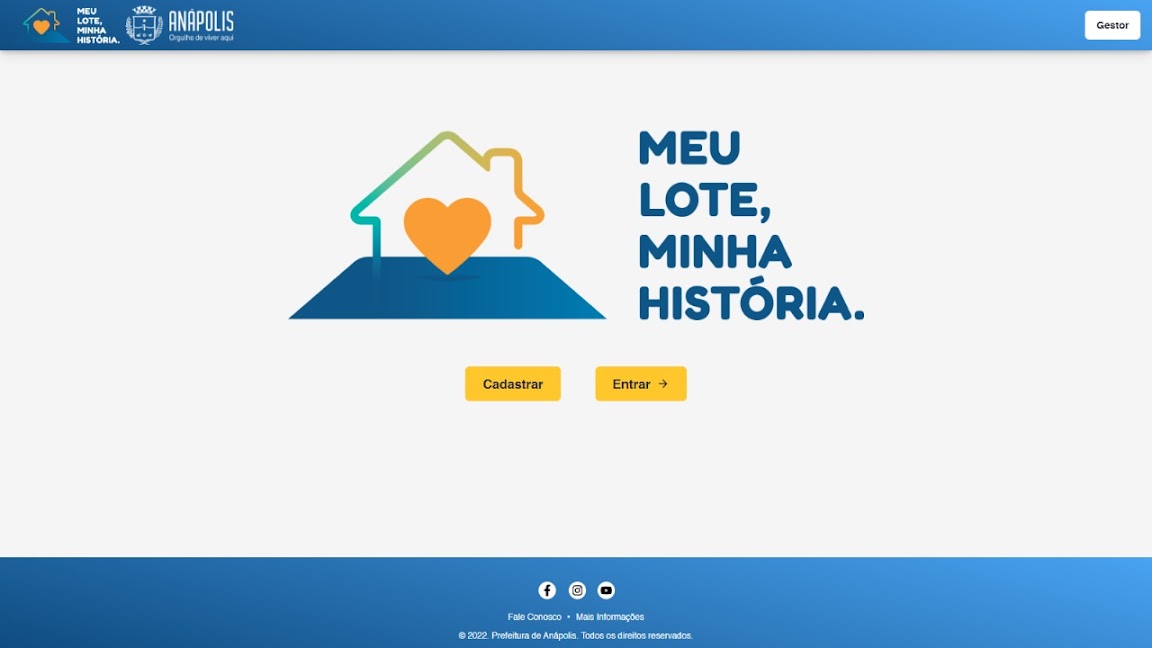 MEU
LOTE,
MINHA
HISTÓRIA.
ANÁPOLIS
Orgulho de viver aqui
Gestor
MEU
LOTE,
MINHA
HISTÓRIA.
Cadastrar
Entrar →
Fale Conosco • Mais Informações
© 2022. Prefeitura de Anápolis. Todos os direitos reservados.